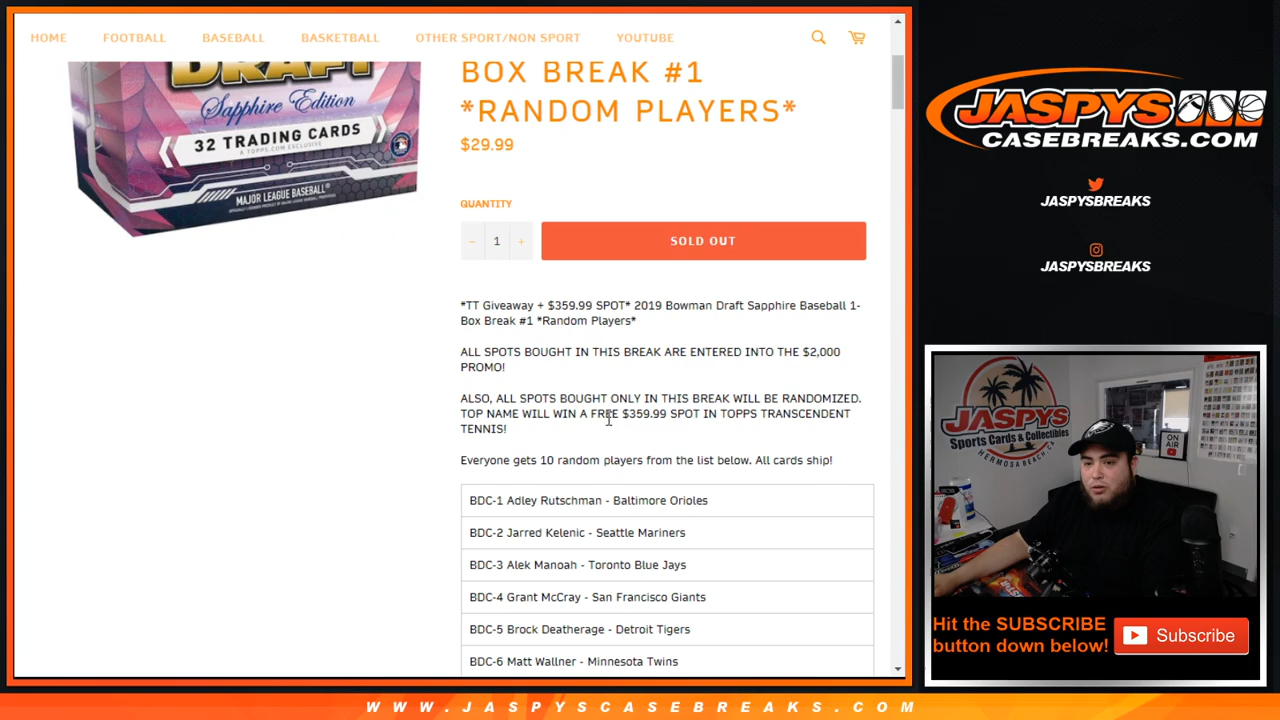 HOME FOOTBALL BASEBALL BASKETBALL OTHER SPORT/NON SPORT YOUTUBE
DRAFT
Sapphire Edition
32 TRADING CARDS
A TOPPS.COM EXCLUSIVE
MAJOR LEAGUE BASEBALL
BOX BREAK #1
*RANDOM PLAYERS*
$29.99
QUANTITY
− 1 +
SOLD OUT
*TT Giveaway + $359.99 SPOT* 2019 Bowman Draft Sapphire Baseball 1-
Box Break #1 *Random Players*
ALL SPOTS BOUGHT IN THIS BREAK ARE ENTERED INTO THE $2,000
PROMO!
ALSO, ALL SPOTS BOUGHT ONLY IN THIS BREAK WILL BE RANDOMIZED.
TOP NAME WILL WIN A FREE $359.99 SPOT IN TOPPS TRANSCENDENT
TENNIS!
Everyone gets 10 random players from the list below. All cards ship!
BDC-1 Adley Rutschman - Baltimore Orioles
BDC-2 Jarred Kelenic - Seattle Mariners
BDC-3 Alek Manoah - Toronto Blue Jays
BDC-4 Grant McCray - San Francisco Giants
BDC-5 Brock Deatherage - Detroit Tigers
BDC-6 Matt Wallner - Minnesota Twins
JASPYS
CASEBREAKS.COM
JASPYSBREAKS
JASPYSBREAKS
JASPYS
Sports Cards & Collectibles
HERMOSA BEACH, CA
ON
AIR
Hit the SUBSCRIBE
button down below!
Subscribe
WWW.JASPYSCASEBREAKS.COM